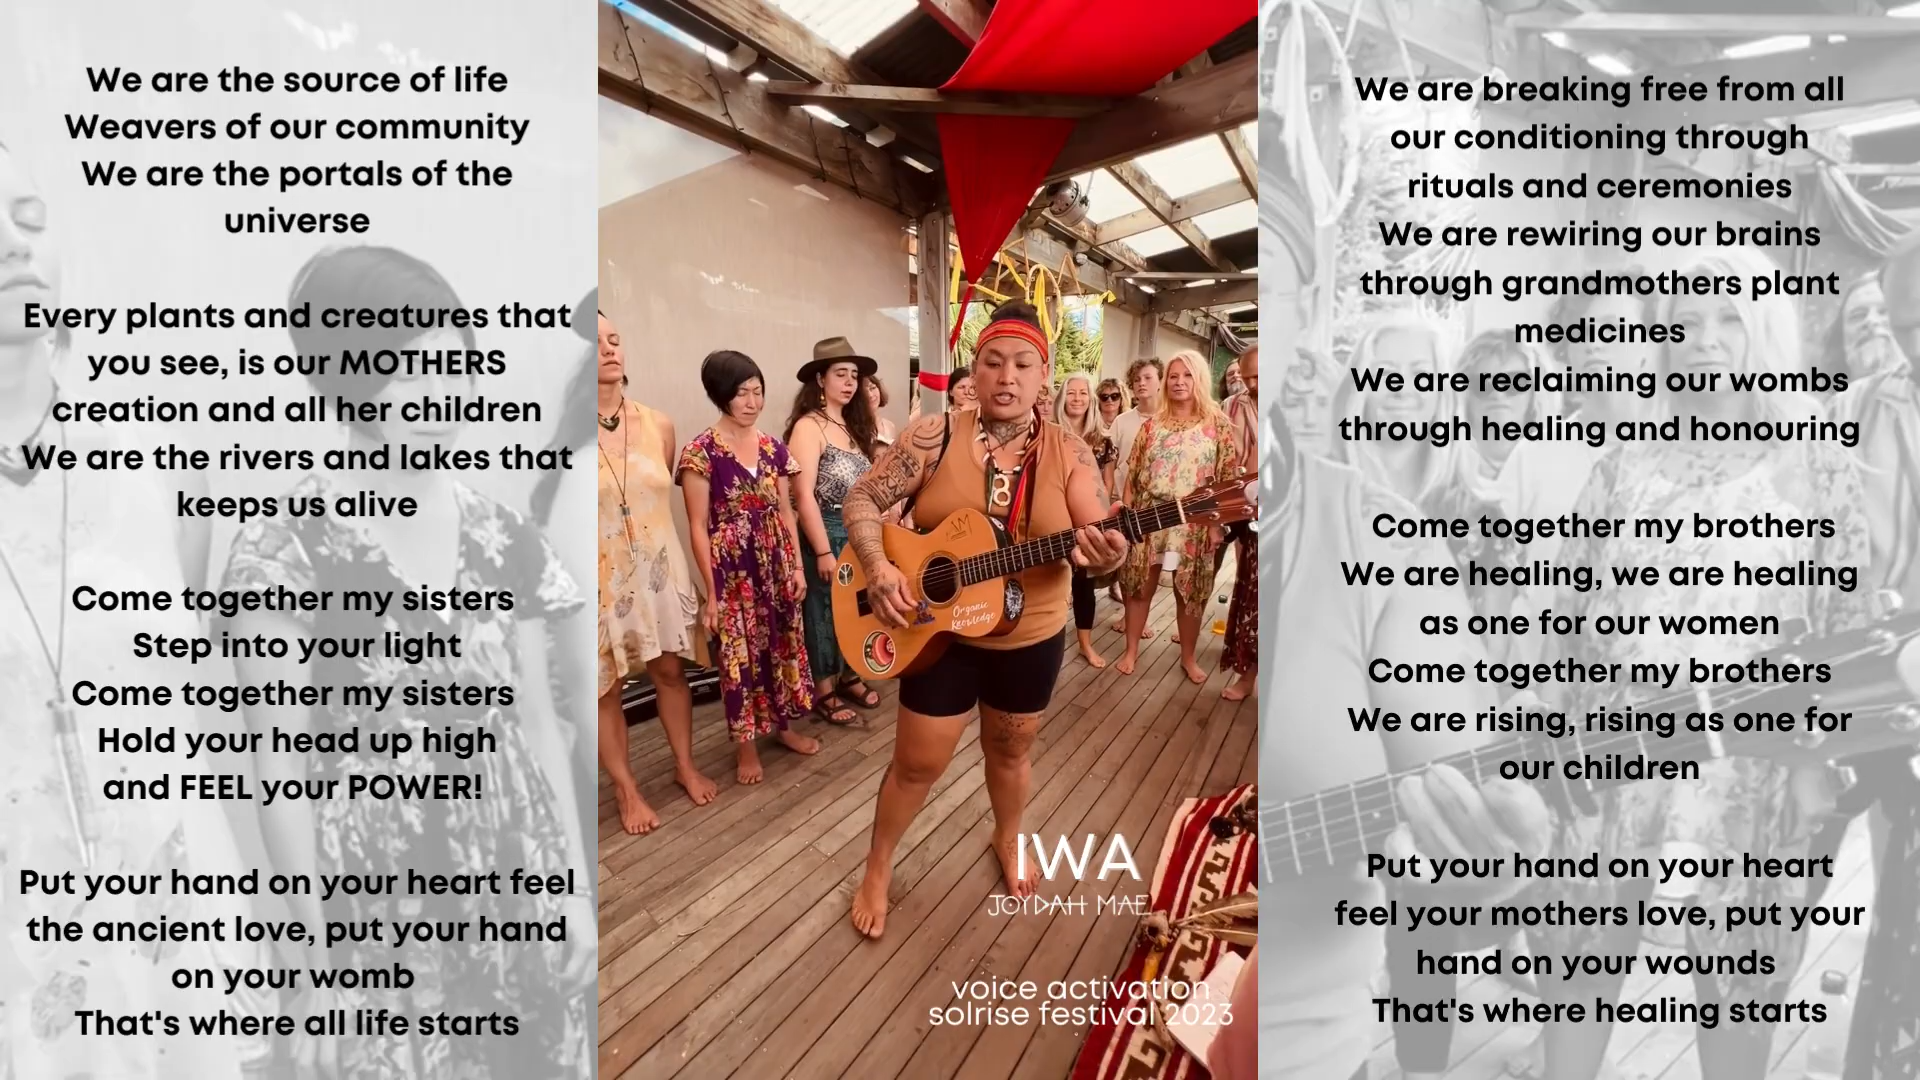 We are the source of life
Weavers of our community
We are the portals of the
universe
Every plants and creatures that
you see, is our MOTHERS
creation and all her children
We are the rivers and lakes that
keeps us alive
Come together my sisters
Step into your light
Come together my sisters
Hold your head up high
and FEEL your POWER!
Put your hand on your heart feel
the ancient love, put your hand
on your womb
That's where all life starts
Organic
Knowledge
IWA
JOYDAH MAE
voice activation
solrise festival 2023
We are breaking free from all
our conditioning through
rituals and ceremonies
We are rewiring our brains
through grandmothers plant
medicines
We are reclaiming our wombs
through healing and honouring
Come together my brothers
We are healing, we are healing
as one for our women
Come together my brothers
We are rising, rising as one for
our children
Put your hand on your heart
feel your mothers love, put your
hand on your wounds
That's where healing starts